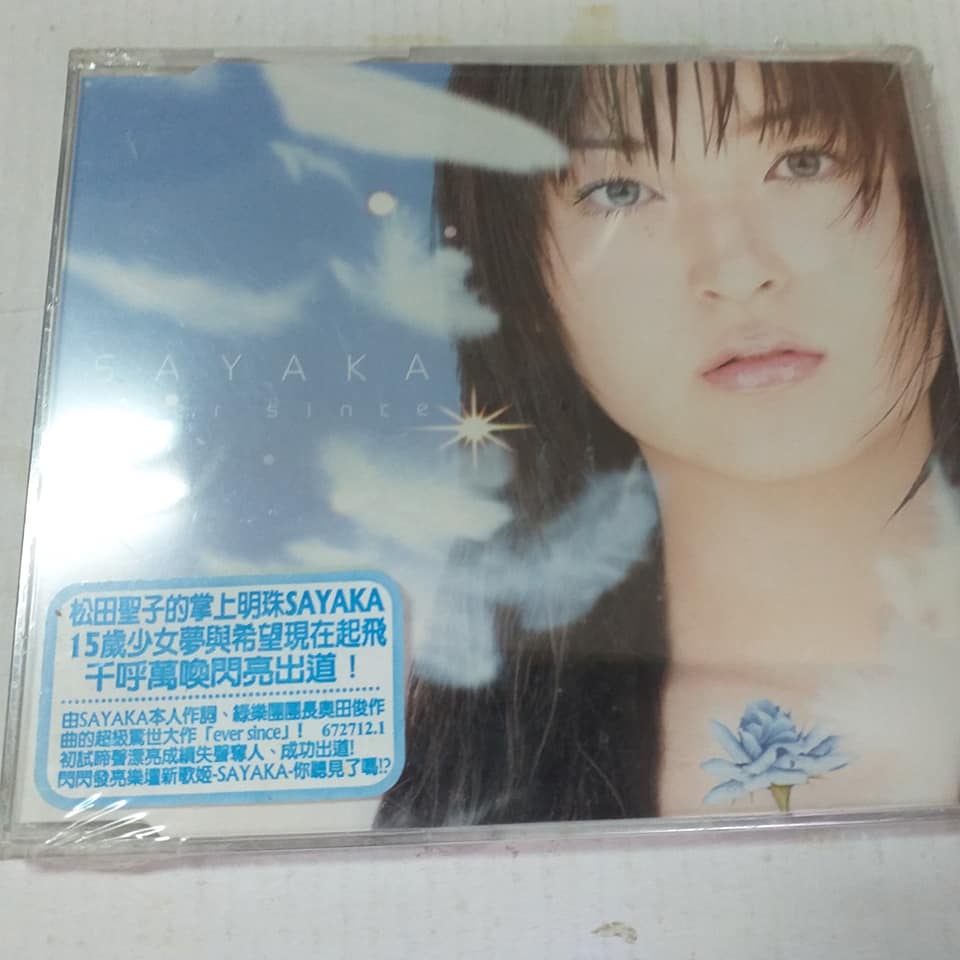 SAYAKA
ever since
松田聖子的掌上明珠SAYAKA
15歲少女夢與希望現在起飛
千呼萬喚閃亮出道！
由SAYAKA本人作詞、綠樂團團長奧田俊作
曲的超級驚世大作「ever since」！ 672712.1
初試啼聲漂亮成績失聲奪人、成功出道!
閃閃發亮樂壇新歌姬-SAYAKA-你聽見了嗎!?